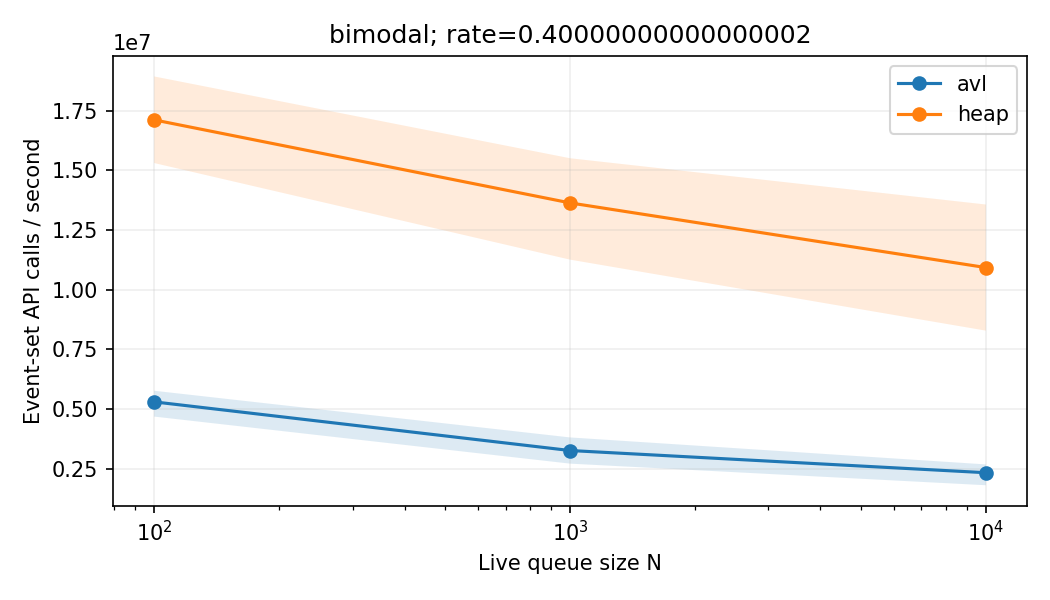 bimodal; rate=0.40000000000000002
1e7
avl
heap
1.75
1.50
1.25
1.00
0.75
0.50
0.25
Event-set API calls / second
10²
10³
10⁴
Live queue size N